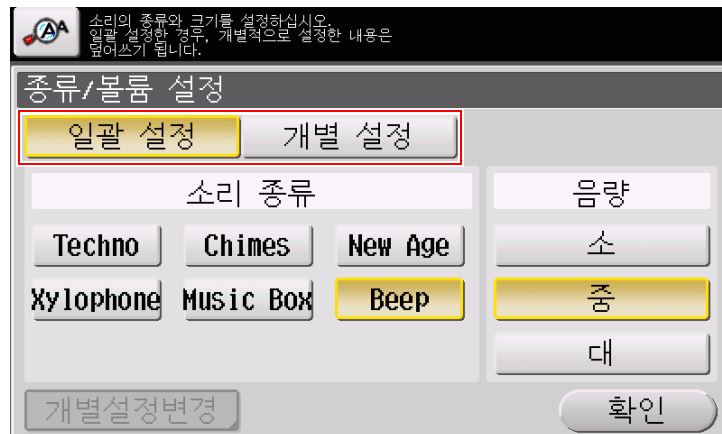 소리의 종류와 크기를 설정하십시오.
일괄 설정한 경우, 개별적으로 설정한 내용은
덮어쓰기 됩니다.
종류/볼륨 설정
일괄 설정 개별 설정
소리 종류 음량
Techno Chimes New Age 소
Xylophone Music Box Beep 중
대
개별설정변경 확인